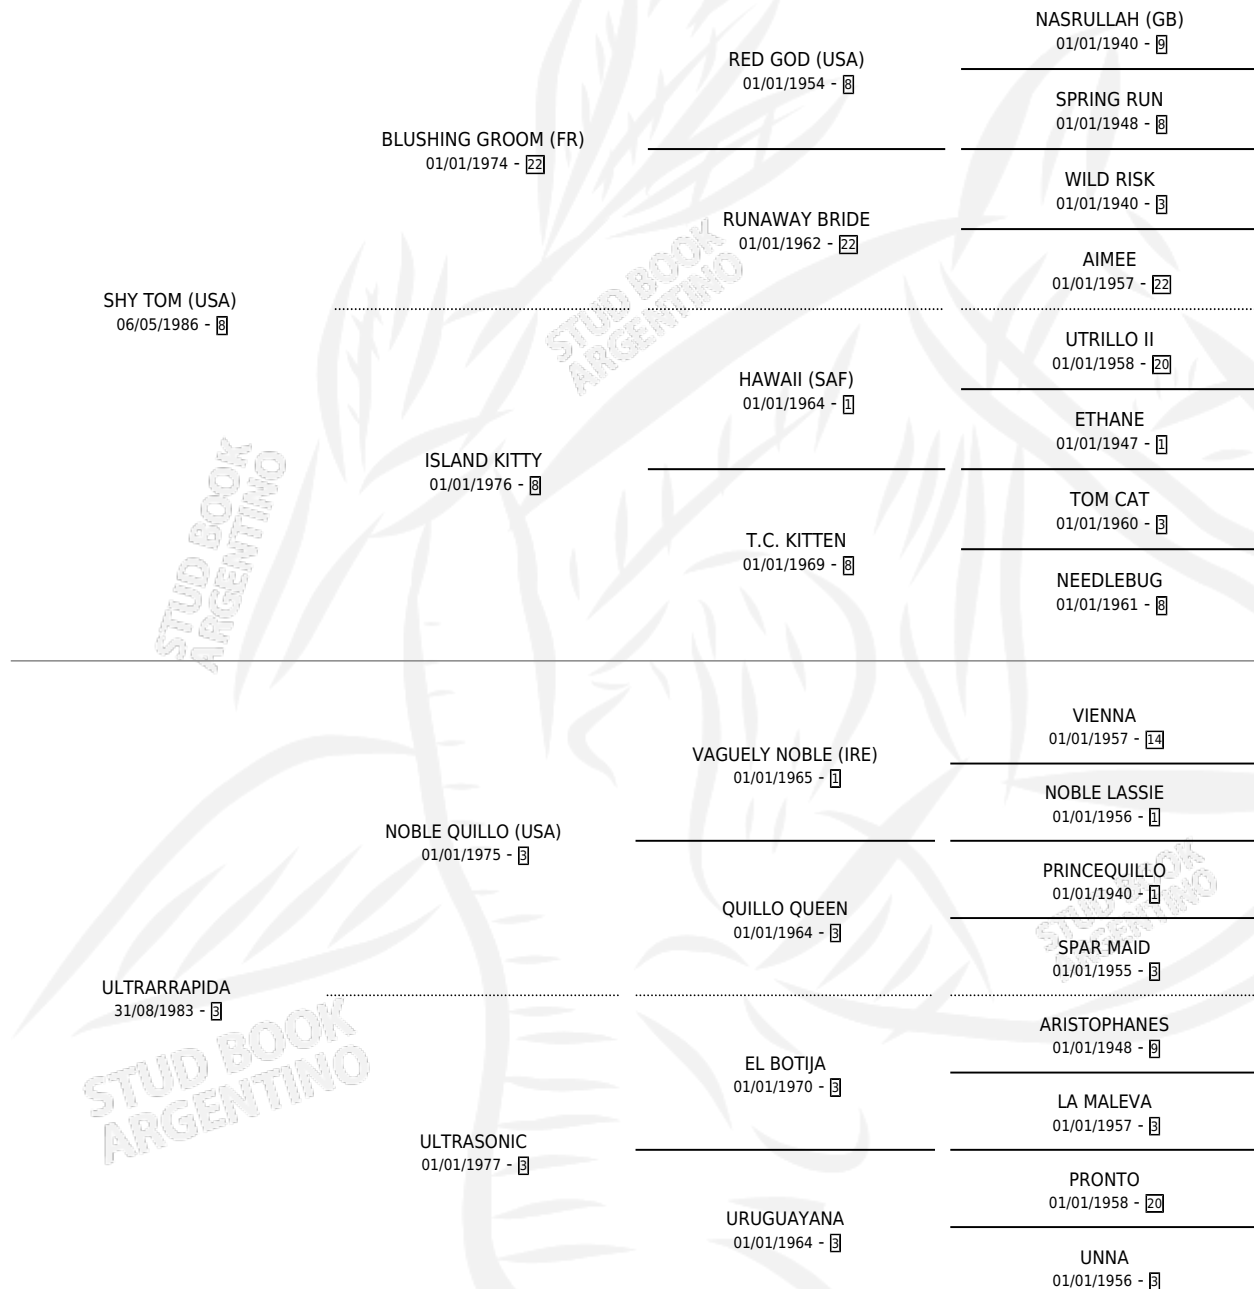 NASRULLAH (GB)
01/01/1940 - 9
RED GOD (USA)
01/01/1954 - 8
SPRING RUN
01/01/1948 - 8
BLUSHING GROOM (FR)
01/01/1974 - 22
WILD RISK
01/01/1940 - 3
RUNAWAY BRIDE
01/01/1962 - 22
AIMEE
01/01/1957 - 22
SHY TOM (USA)
06/05/1986 - 8
UTRILLO II
01/01/1958 - 20
HAWAII (SAF)
01/01/1964 - 1
ETHANE
01/01/1947 - 1
ISLAND KITTY
01/01/1976 - 8
TOM CAT
01/01/1960 - 3
T.C. KITTEN
01/01/1969 - 8
NEEDLEBUG
01/01/1961 - 8
VIENNA
01/01/1957 - 14
VAGUELY NOBLE (IRE)
01/01/1965 - 1
NOBLE LASSIE
01/01/1956 - 1
NOBLE QUILLO (USA)
01/01/1975 - 3
PRINCEQUILLO
01/01/1940 - 1
QUILLO QUEEN
01/01/1964 - 3
SPAR MAID
01/01/1955 - 3
ULTRARRAPIDA
31/08/1983 - 3
ARISTOPHANES
01/01/1948 - 9
EL BOTIJA
01/01/1970 - 3
LA MALEVA
01/01/1957 - 3
ULTRASONIC
01/01/1977 - 3
PRONTO
01/01/1958 - 20
URUGUAYANA
01/01/1964 - 3
UNNA
01/01/1956 - 3
STUD BOOK
ARGENTINO
STUD BOOK
ARGENTINO
STUD BOOK
ARGENTINO
STUD BOOK
ARGENTINO